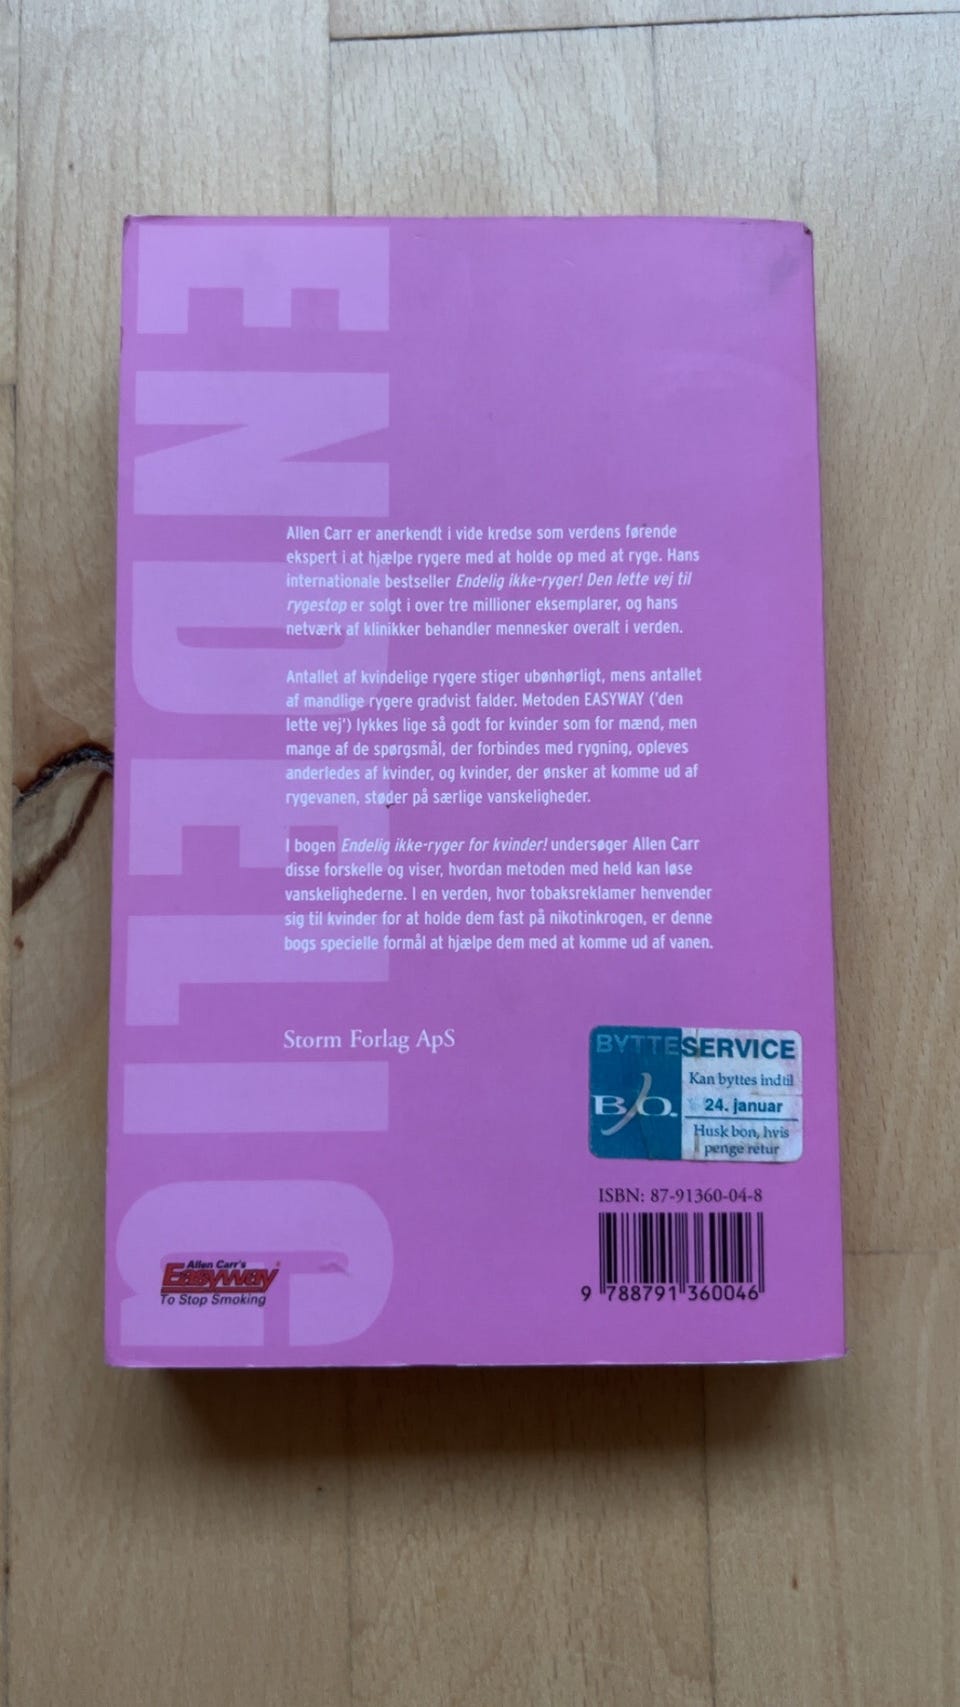 ENDELIG
Allen Carr er anerkendt i vide kredse som verdens førende
ekspert i at hjælpe rygere med at holde op med at ryge. Hans
internationale bestseller Endelig ikke-ryger! Den lette vej til
rygestop er solgt i over tre millioner eksemplarer, og hans
netværk af klinikker behandler mennesker overalt i verden.
Antallet af kvindelige rygere stiger ubønhørligt, mens antallet
af mandlige rygere gradvist falder. Metoden EASYWAY ('den
lette vej') lykkes lige så godt for kvinder som for mænd, men
mange af de spørgsmål, der forbindes med rygning, opleves
anderledes af kvinder, og kvinder, der ønsker at komme ud af
rygevanen, støder på særlige vanskeligheder.
I bogen Endelig ikke-ryger for kvinder! undersøger Allen Carr
disse forskelle og viser, hvordan metoden med held kan løse
vanskelighederne. I en verden, hvor tobaksreklamer henvender
sig til kvinder for at holde dem fast på nikotinkrogen, er denne
bogs specielle formål at hjælpe dem med at komme ud af vanen.
Storm Forlag ApS
BYTTESERVICE
Kan byttes indtil
B/O. 24. januar
Husk bon, hvis
penge retur
ISBN: 87-91360-04-8
9 788791 360046
Allen Carr's
Easyway
To Stop Smoking